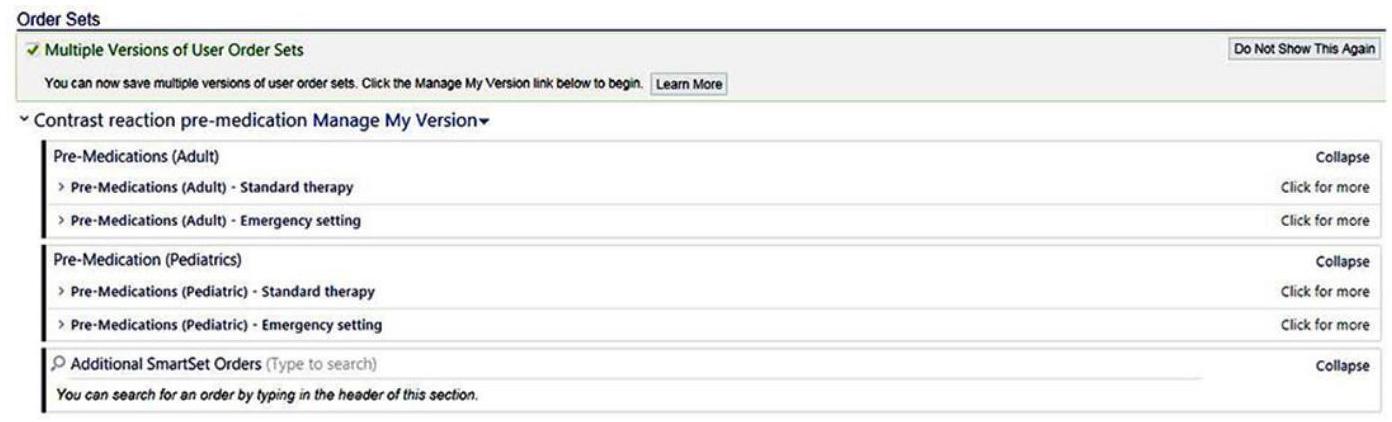 Order Sets
Multiple Versions of User Order Sets
Do Not Show This Again
You can now save multiple versions of user order sets. Click the Manage My Version link below to begin. Learn More
Contrast reaction pre-medication Manage My Version
Pre-Medications (Adult) Collapse
Pre-Medications (Adult) - Standard therapy Click for more
Pre-Medications (Adult) - Emergency setting Click for more
Pre-Medication (Pediatrics) Collapse
Pre-Medications (Pediatric) - Standard therapy Click for more
Pre-Medications (Pediatric) - Emergency setting Click for more
Additional SmartSet Orders (Type to search) Collapse
You can search for an order by typing in the header of this section.